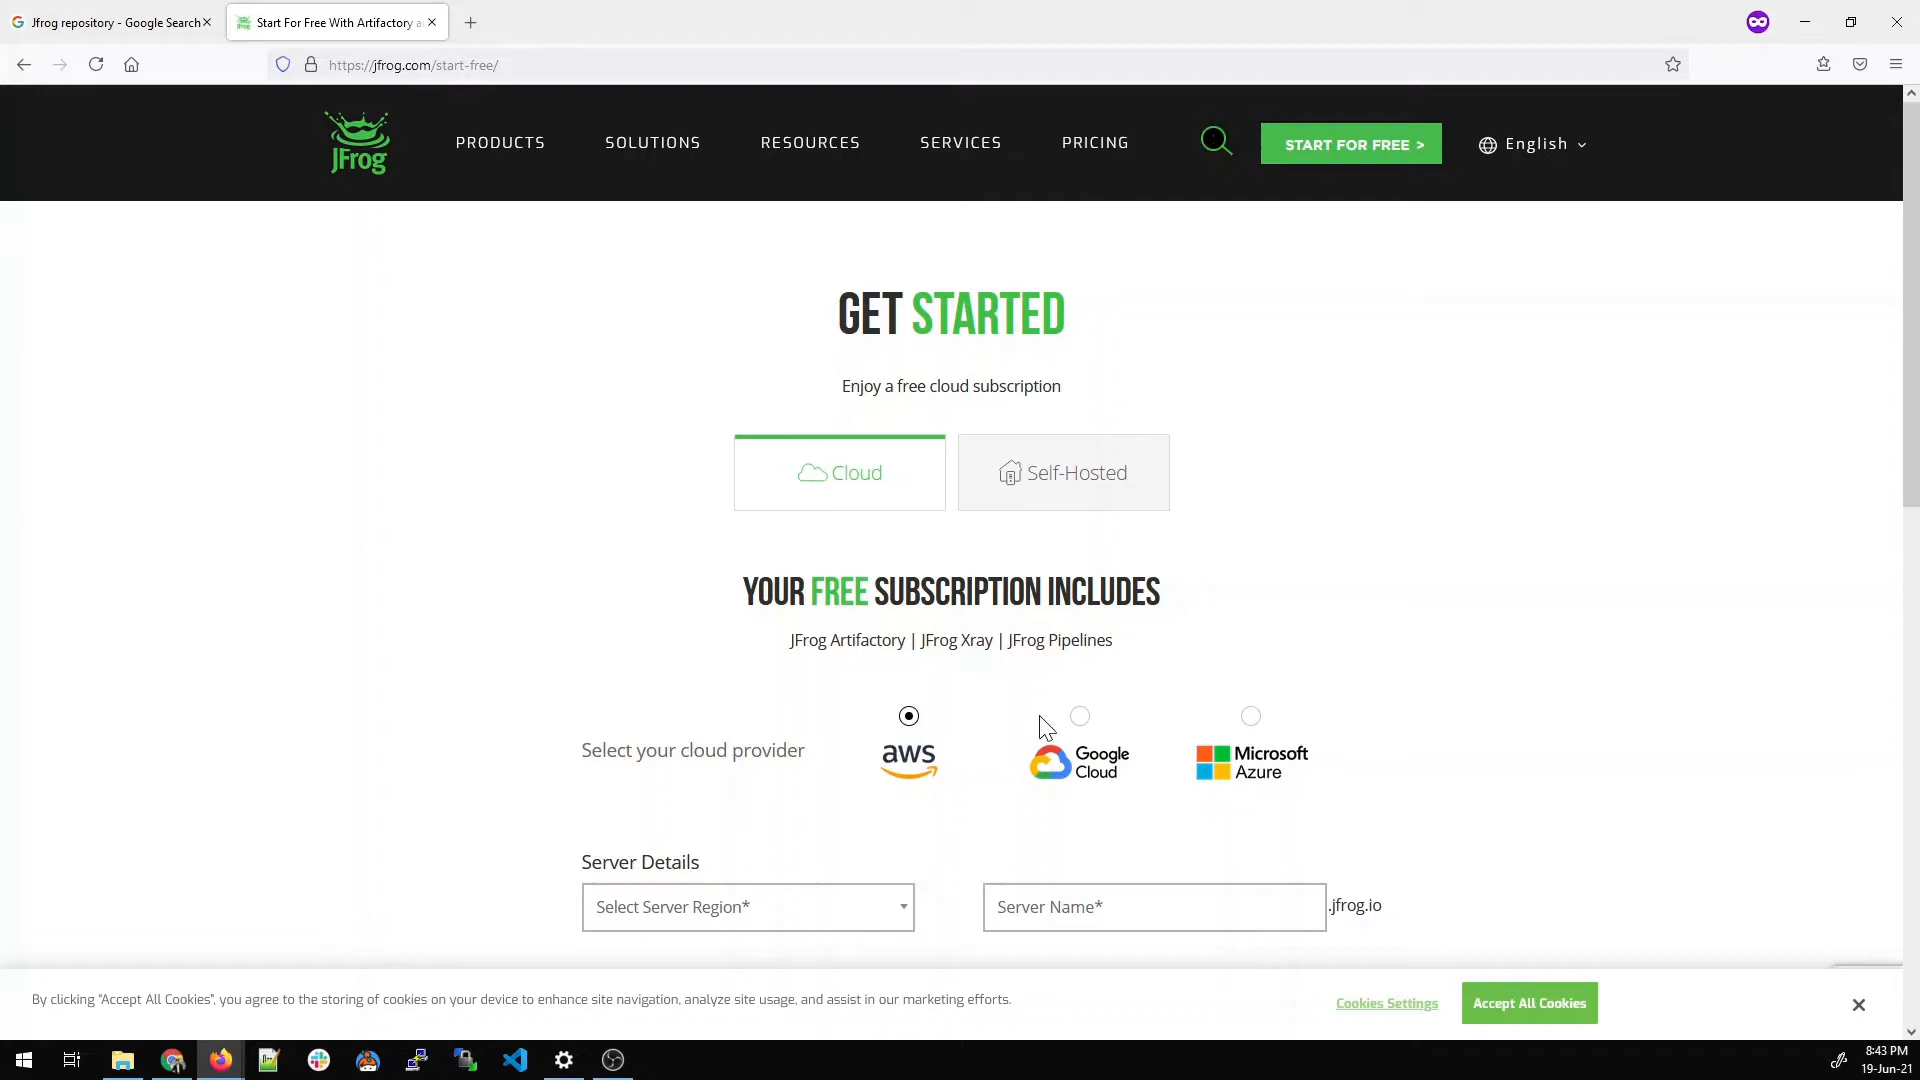 Jfrog repository - Google Search
Start For Free With Artifactory a
https://jfrog.com/start-free/
JFrog
PRODUCTS
SOLUTIONS
RESOURCES
SERVICES
PRICING
START FOR FREE >
English
GET STARTED
Enjoy a free cloud subscription
Cloud
Self-Hosted
YOUR FREE SUBSCRIPTION INCLUDES
JFrog Artifactory | JFrog Xray | JFrog Pipelines
Select your cloud provider
aws
Google
Cloud
Microsoft
Azure
Server Details
Select Server Region*
Server Name*
.jfrog.io
By clicking "Accept All Cookies", you agree to the storing of cookies on your device to enhance site navigation, analyze site usage, and assist in our marketing efforts.
Cookies Settings
Accept All Cookies
8:43 PM
19-Jun-21